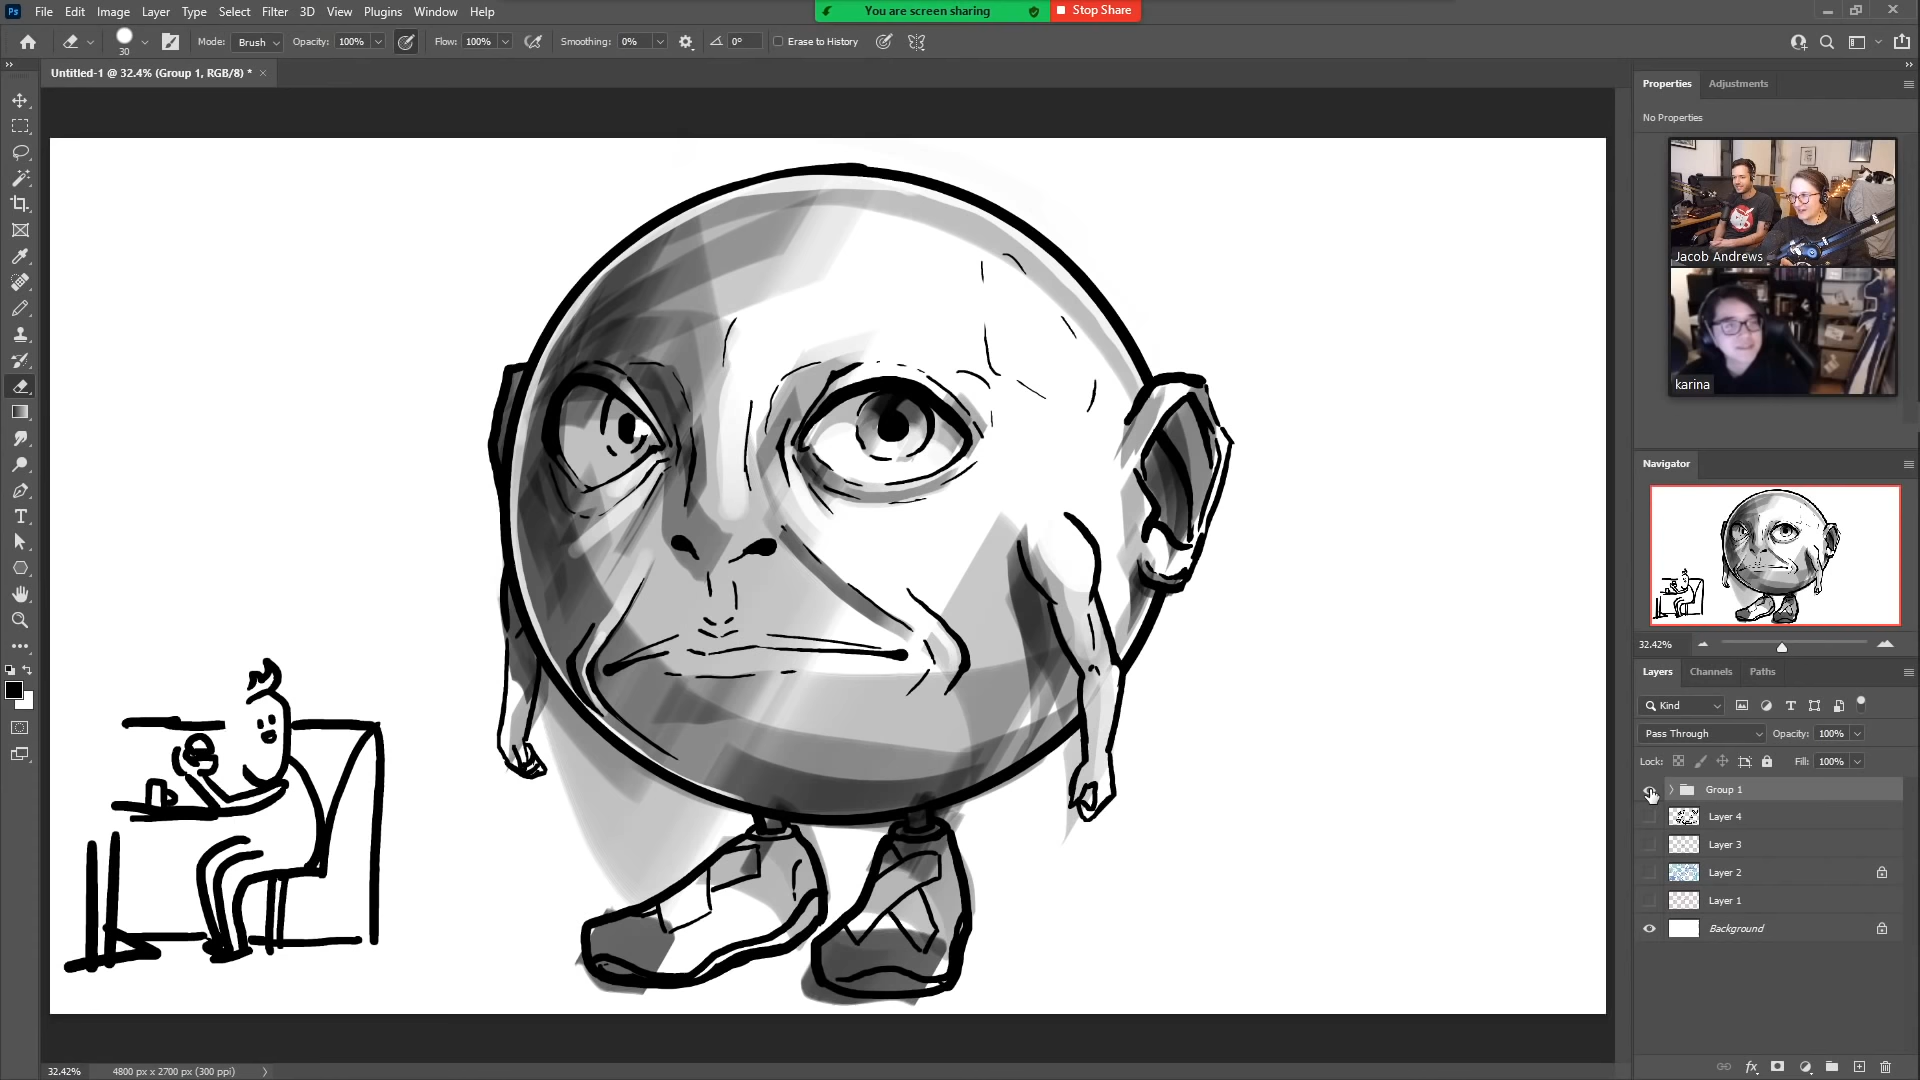 Ps File Edit Image Layer Type Select Filter 3D View Plugins Window Help
You are screen sharing Stop Share
30 Mode: Brush Opacity: 100% Flow: 100% Smoothing: 0% 0° Erase to History
Untitled-1 @ 32.4% (Group 1, RGB/8) * ×
Properties Adjustments
No Properties
Jacob Andrews
karina
Navigator
32.42%
Layers Channels Paths
Kind
Pass Through Opacity: 100%
Lock: Fill: 100%
Group 1
Layer 4
Layer 3
Layer 2
Layer 1
Background
32.42% 4800 px x 2700 px (300 ppi)